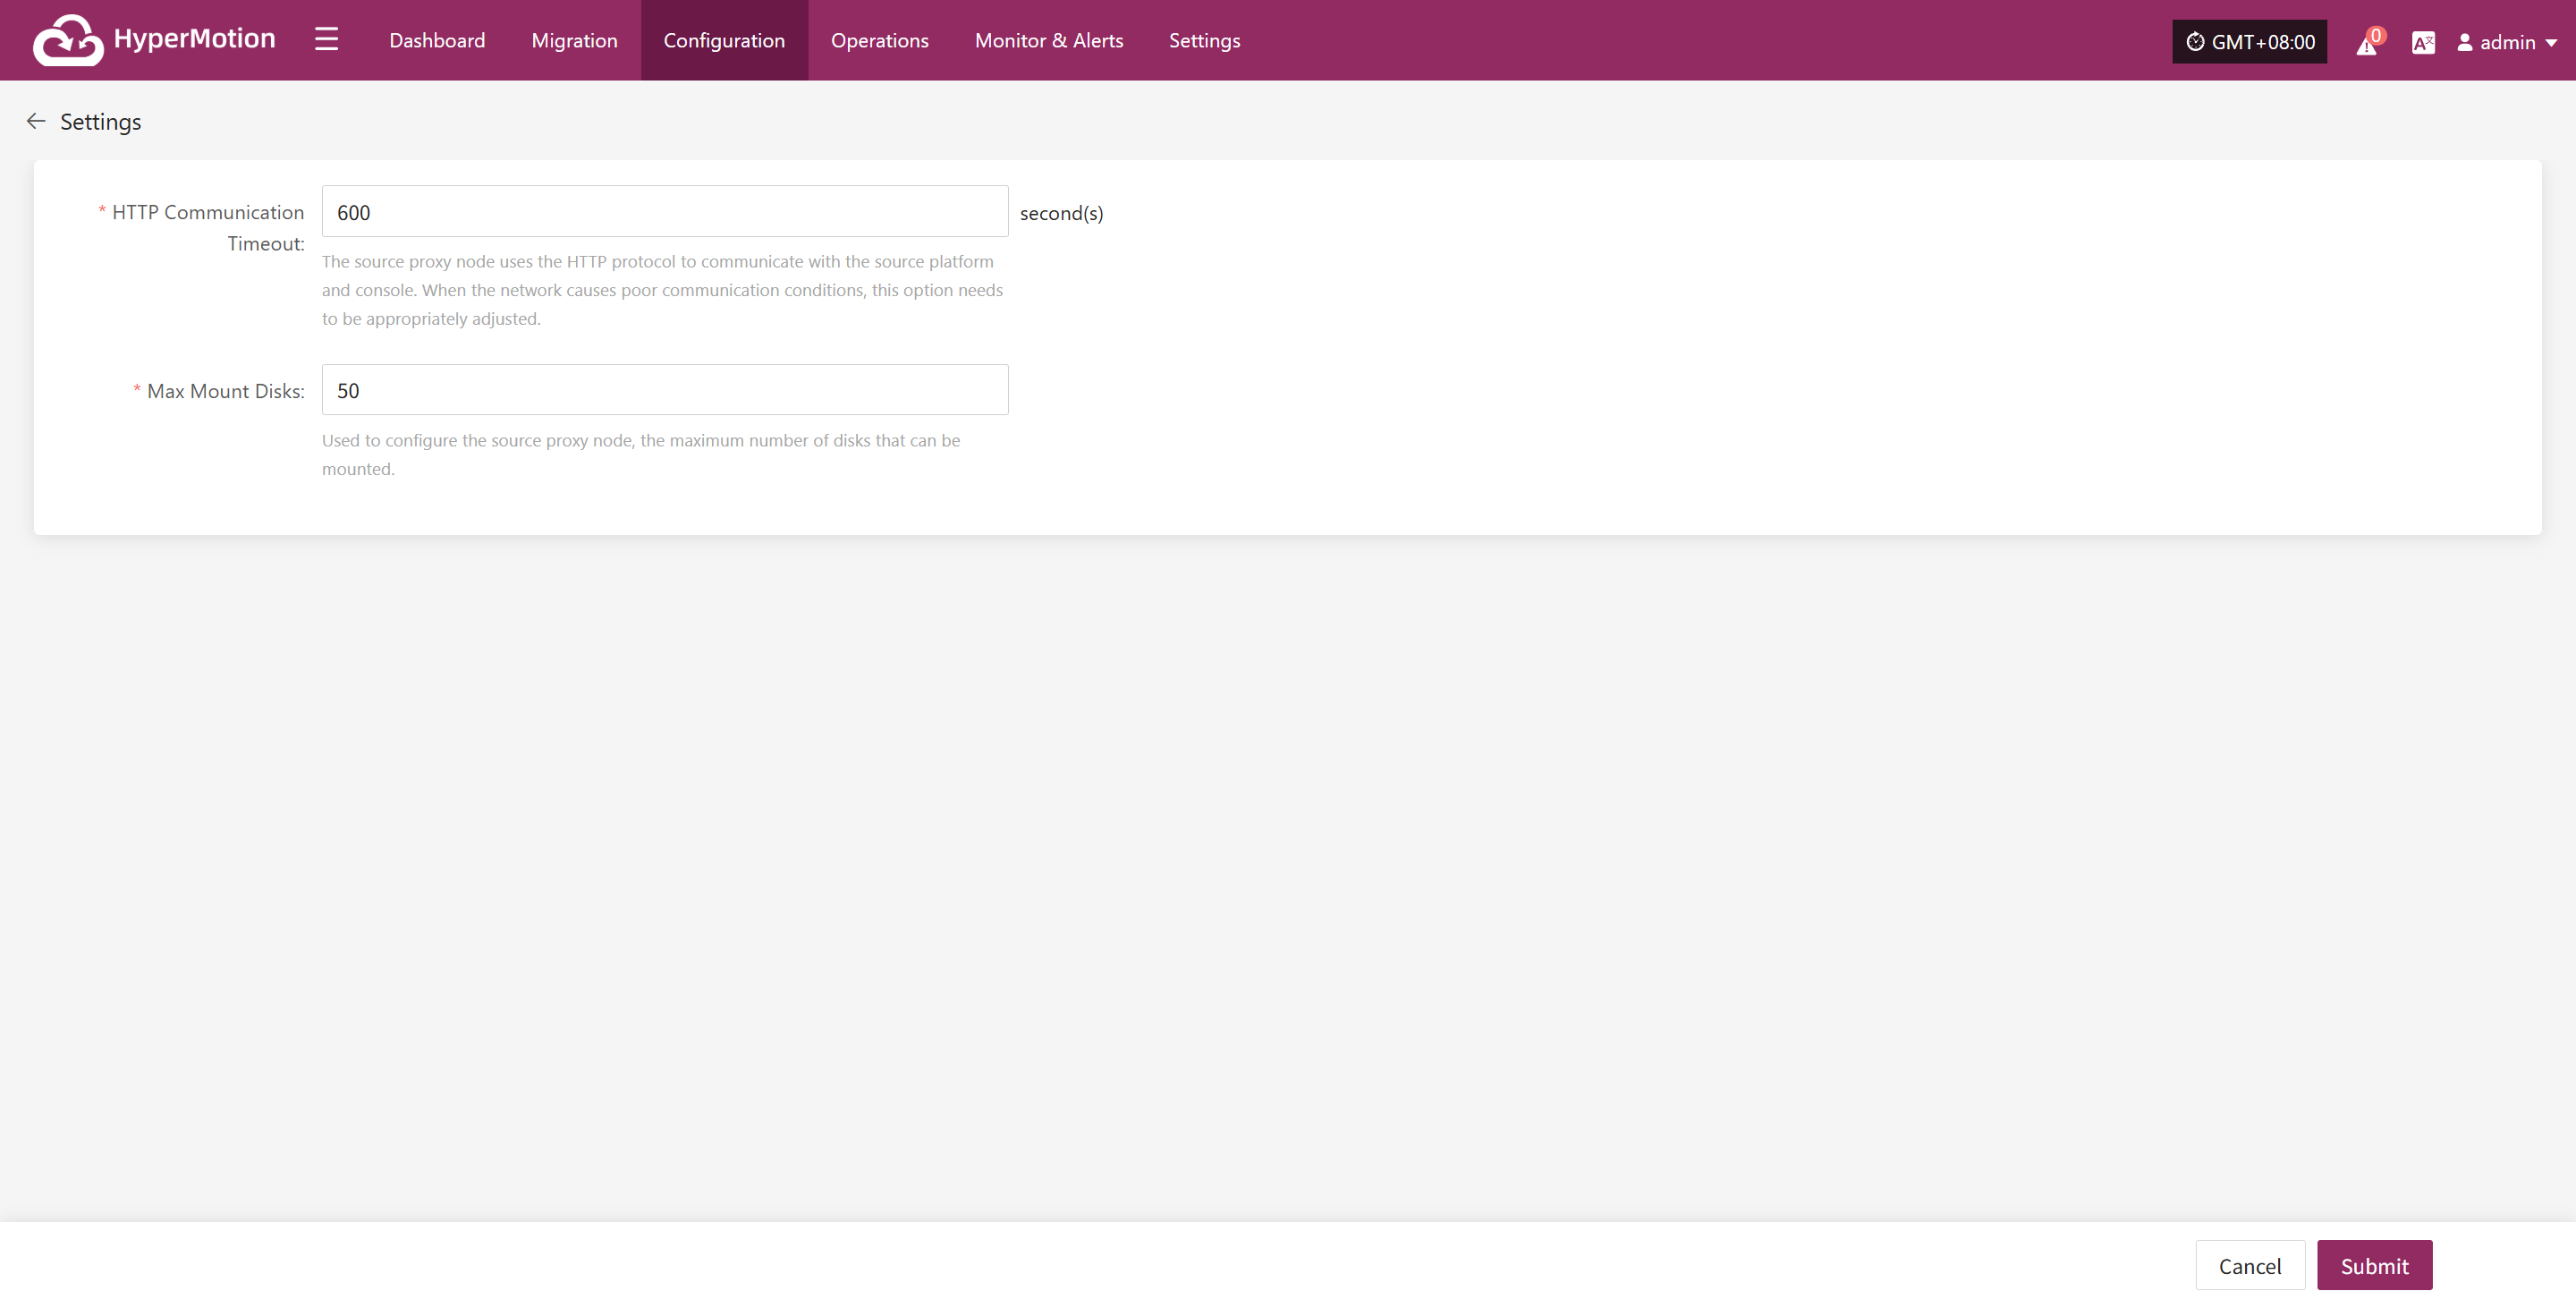 HyperMotion
Dashboard
Migration
Configuration
Operations
Monitor & Alerts
Settings
GMT+08:00
0
A文
admin
Settings
* HTTP Communication
Timeout:
600
second(s)
The source proxy node uses the HTTP protocol to communicate with the source platform
and console. When the network causes poor communication conditions, this option needs
to be appropriately adjusted.
* Max Mount Disks:
50
Used to configure the source proxy node, the maximum number of disks that can be
mounted.
Cancel
Submit